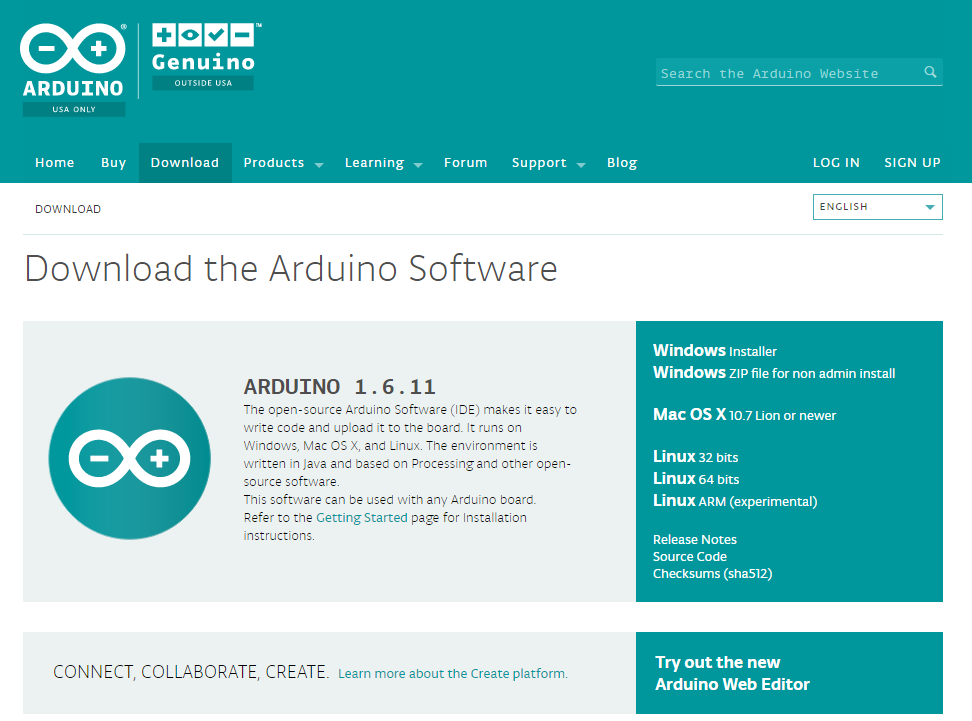 ARDUINO
USA ONLY
Genuino
OUTSIDE USA
Search the Arduino Website
Home Buy Download Products Learning Forum Support Blog LOG IN SIGN UP
DOWNLOAD
ENGLISH
Download the Arduino Software
ARDUINO 1.6.11
The open-source Arduino Software (IDE) makes it easy to
write code and upload it to the board. It runs on
Windows, Mac OS X, and Linux. The environment is
written in Java and based on Processing and other open-
source software.
This software can be used with any Arduino board.
Refer to the Getting Started page for Installation
instructions.
Windows Installer
Windows ZIP file for non admin install
Mac OS X 10.7 Lion or newer
Linux 32 bits
Linux 64 bits
Linux ARM (experimental)
Release Notes
Source Code
Checksums (sha512)
CONNECT, COLLABORATE, CREATE. Learn more about the Create platform.
Try out the new
Arduino Web Editor